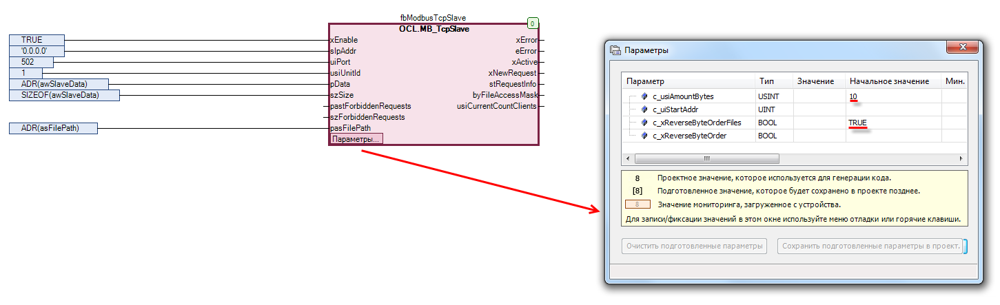 fbModbusTcpSlave
0
OCL.MB_TcpSlave
TRUE xEnable xError
'0.0.0.0' sIpAddr eError
502 uiPort xActive
1 usiUnitId xNewRequest
ADR(awSlaveData) pData stRequestInfo
SIZEOF(awSlaveData) szSize byFileAccessMask
pastForbiddenRequests usiCurrentCountClients
szForbiddenRequests
ADR(asFilePath) pasFilePath
Параметры...
Параметры
Параметр Тип Значение Начальное значение Мин.
c_usiAmountBytes USINT 10
c_uiStartAddr UINT
c_xReverseByteOrderFiles BOOL TRUE
c_xReverseByteOrder BOOL
8 Проектное значение, которое используется для генерации кода.
[8] Подготовленное значение, которое будет сохранено в проекте позднее.
8 Значение мониторинга, загруженное с устройства.
Для записи/фиксации значений в этом окне используйте меню отладки или горячие клавиши.
Очистить подготовленные параметры Сохранить подготовленные параметры в проект.